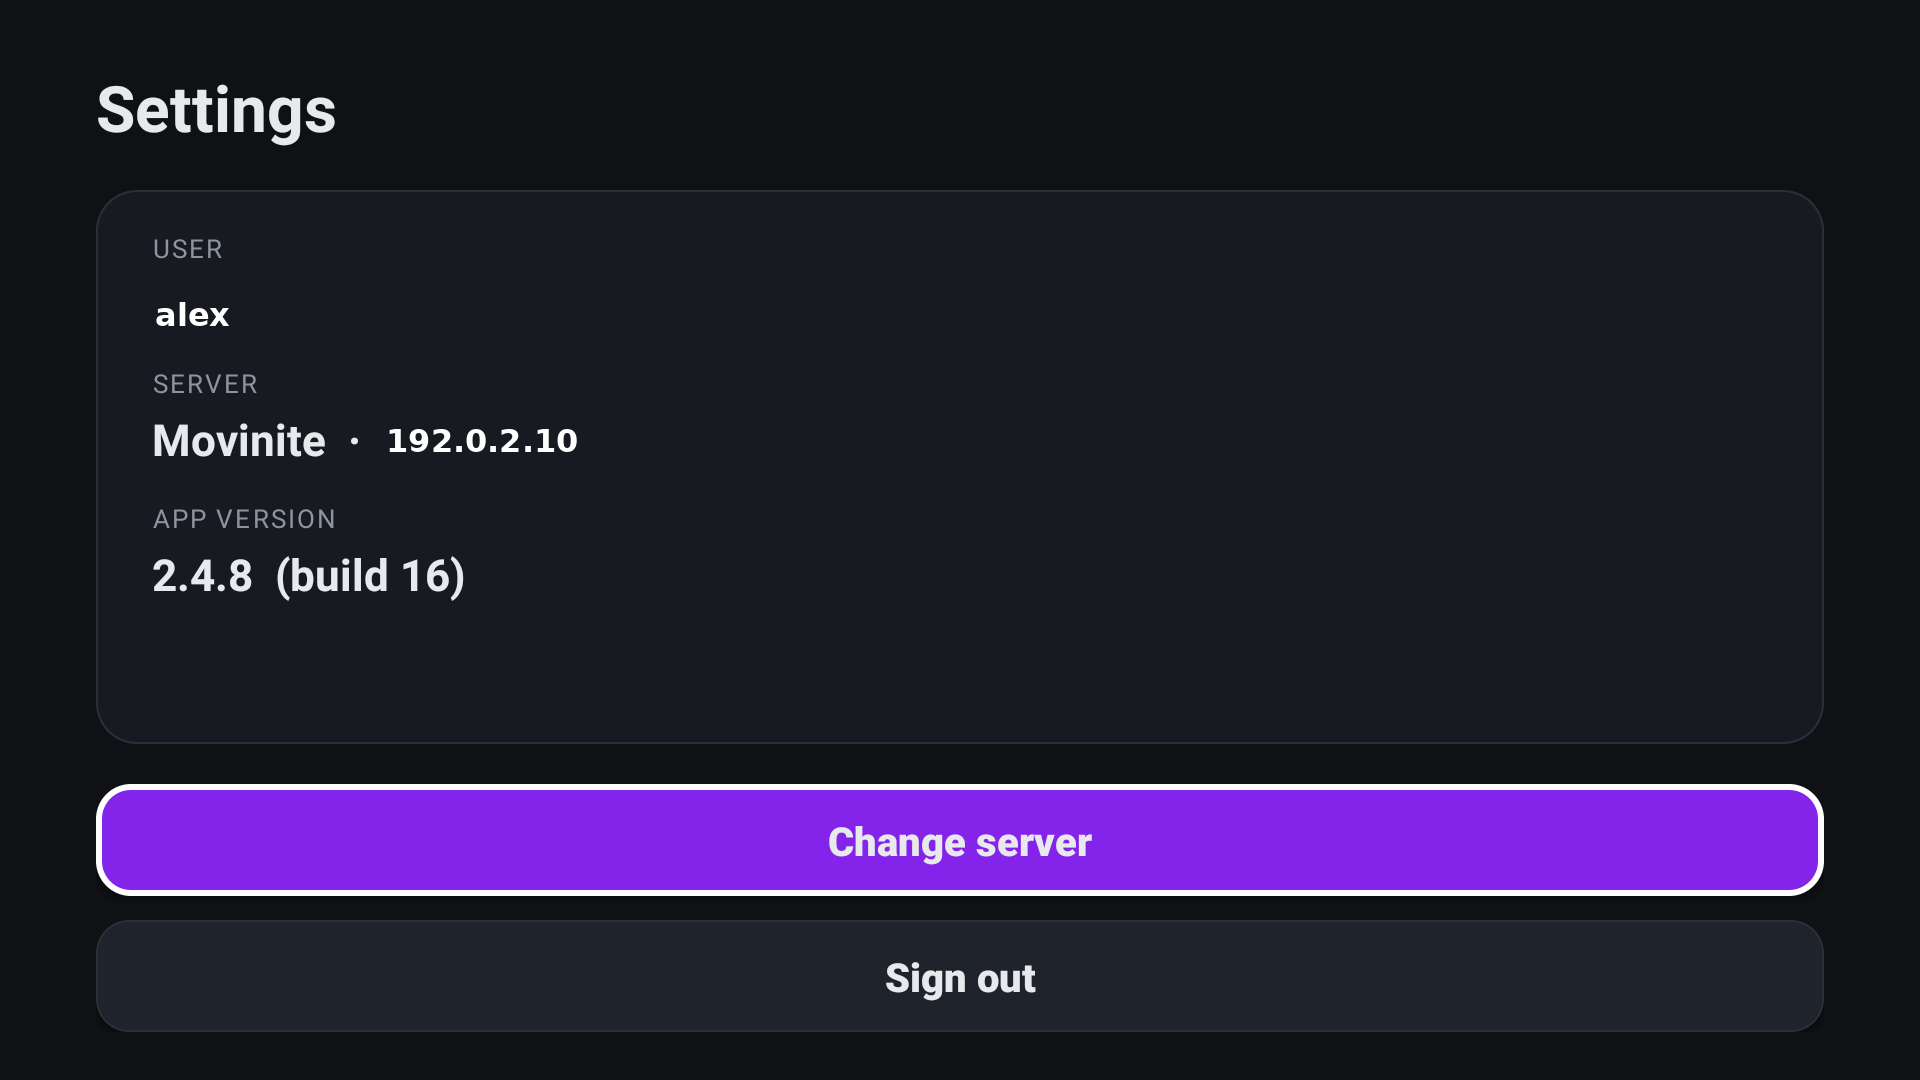 Settings
USER
alex
SERVER
Movinite · 192.0.2.10
APP VERSION
2.4.8 (build 16)
Change server
Sign out